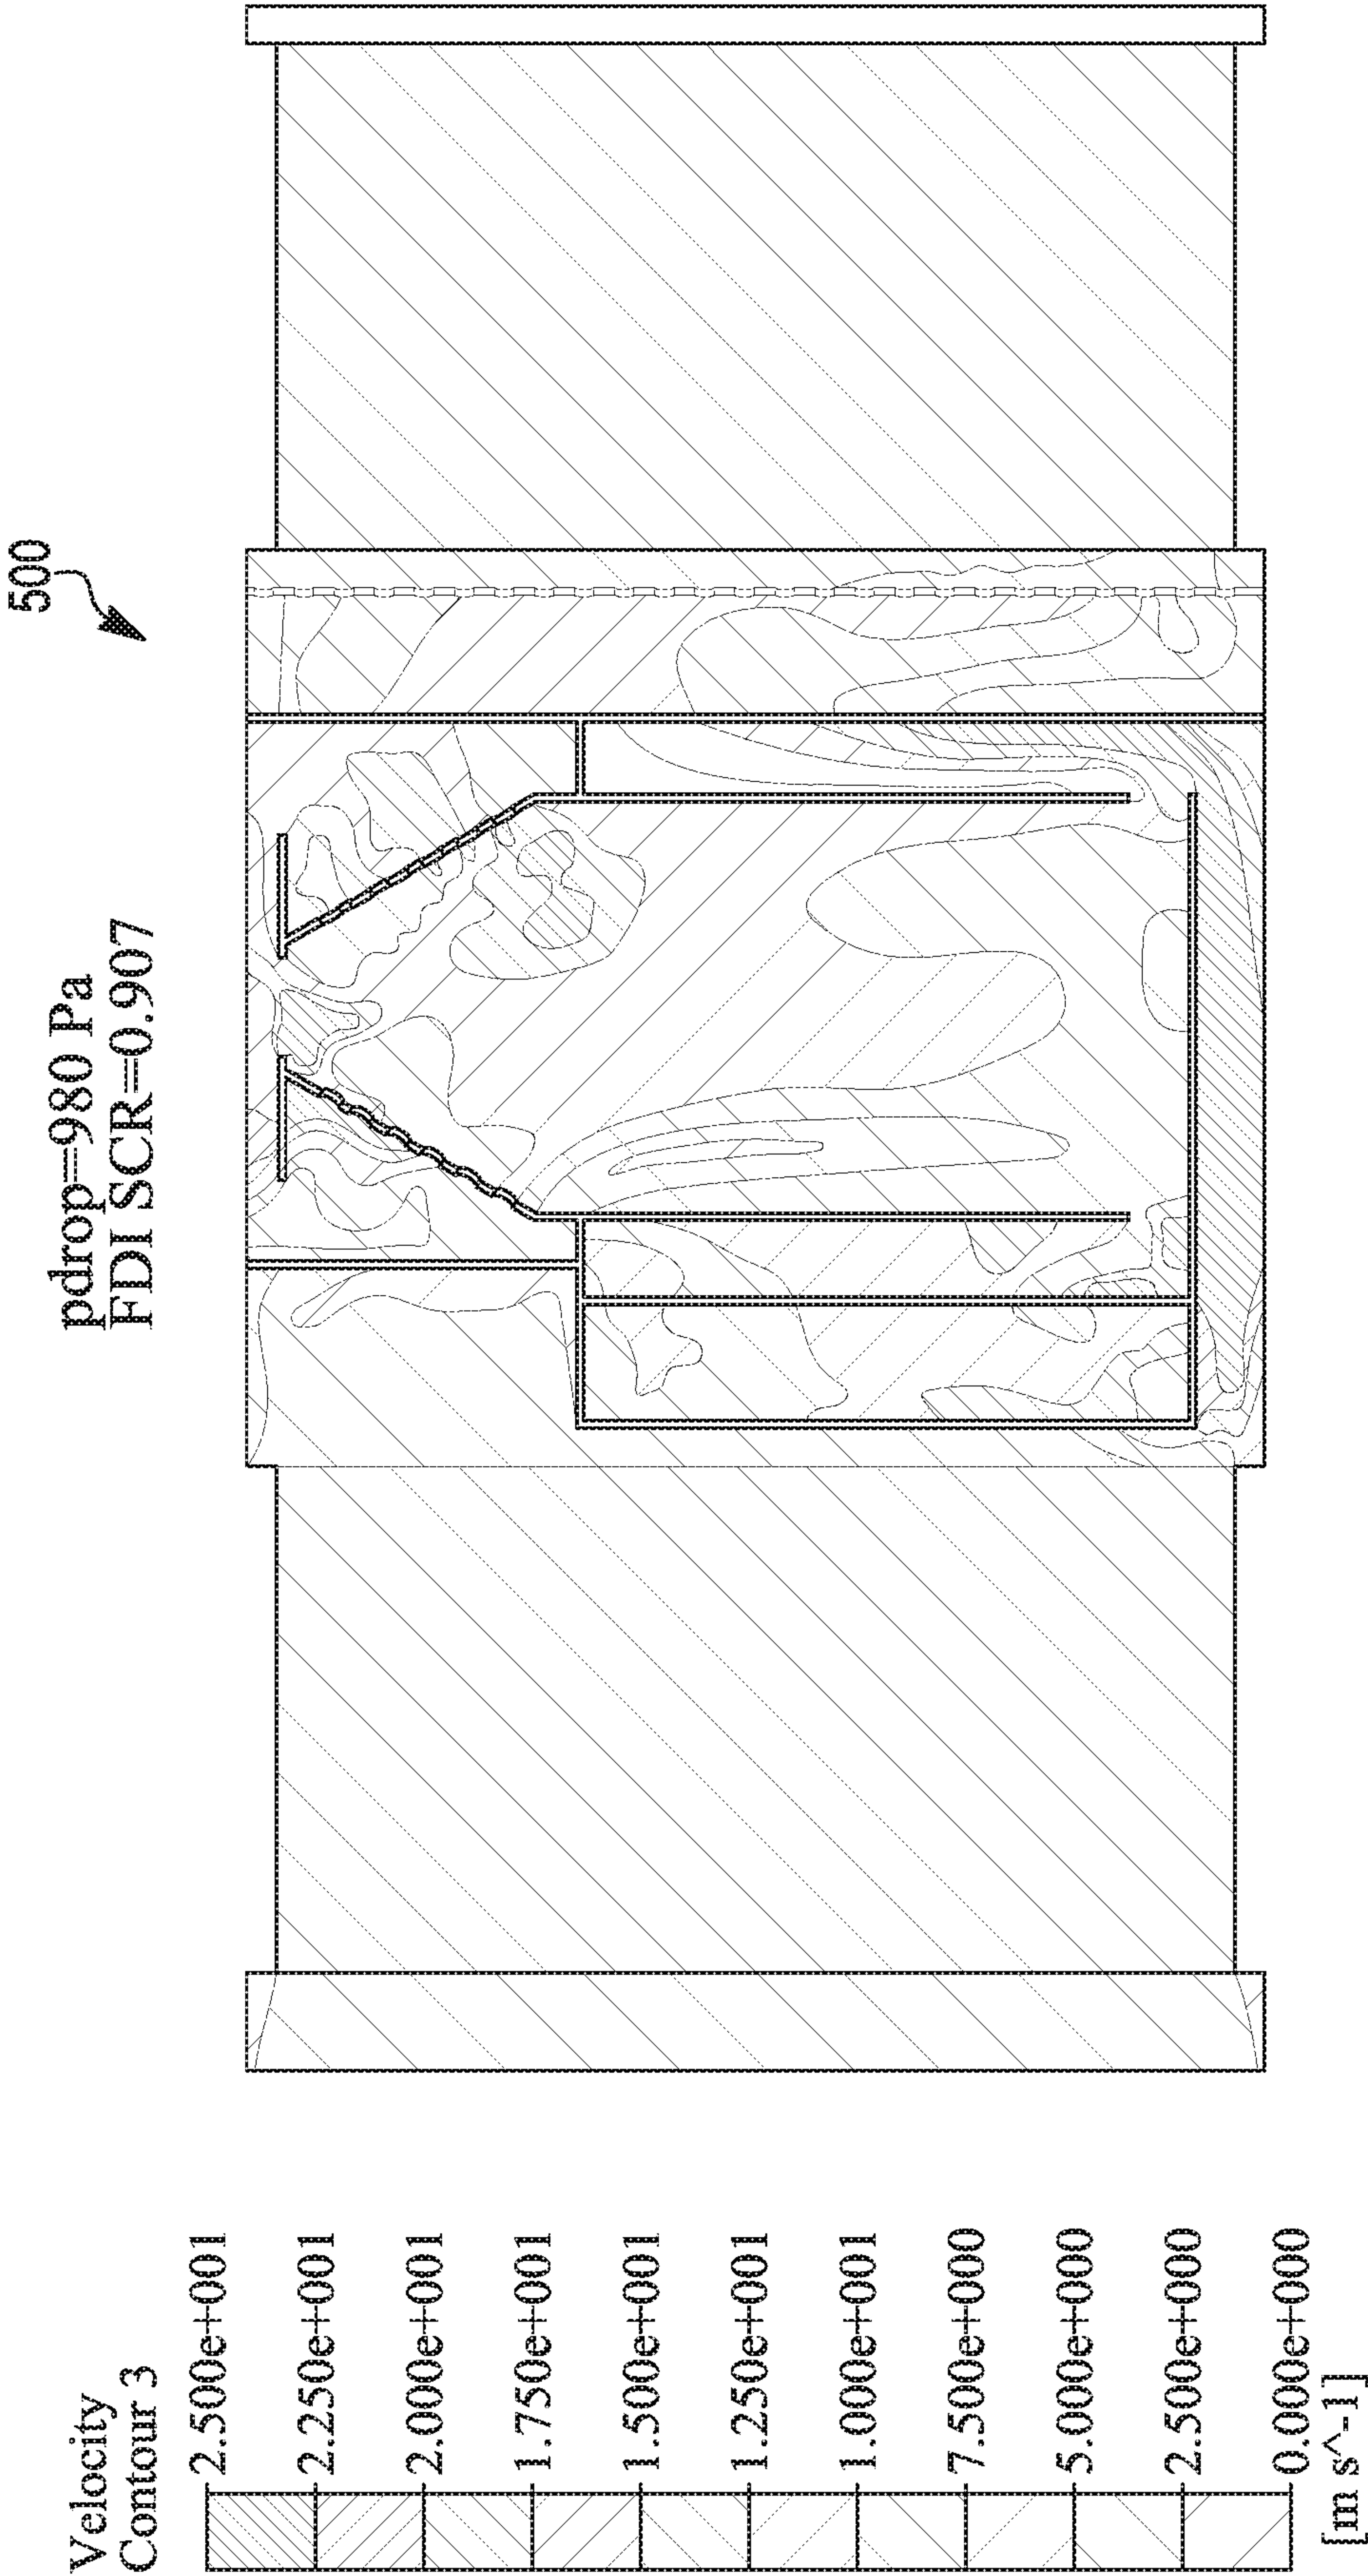 500
pdrop=980 Pa
FDI SCR=0.907
Velocity
Contour 3
2.500e+001
2.250e+001
2.000e+001
1.750e+001
1.500e+001
1.250e+001
1.000e+001
7.500e+000
5.000e+000
2.500e+000
0.000e+000
[m s^-1]